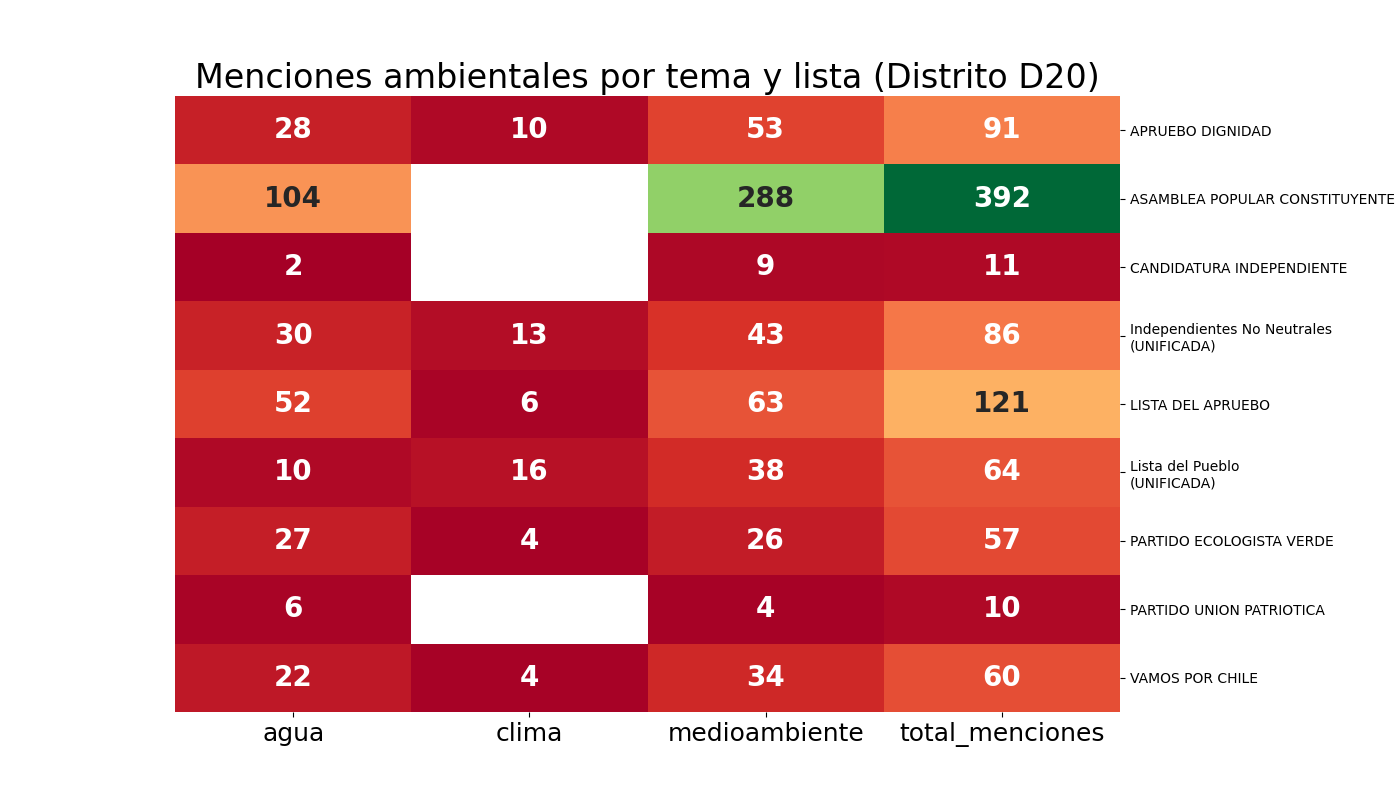 Menciones ambientales por tema y lista (Distrito D20)
28 10 53 91 APRUEBO DIGNIDAD
104 288 392 ASAMBLEA POPULAR CONSTITUYENTE
2 9 11 CANDIDATURA INDEPENDIENTE
30 13 43 86 Independientes No Neutrales
(UNIFICADA)
52 6 63 121 LISTA DEL APRUEBO
10 16 38 64 Lista del Pueblo
(UNIFICADA)
27 4 26 57 PARTIDO ECOLOGISTA VERDE
6 4 10 PARTIDO UNION PATRIOTICA
22 4 34 60 VAMOS POR CHILE
agua clima medioambiente total_menciones